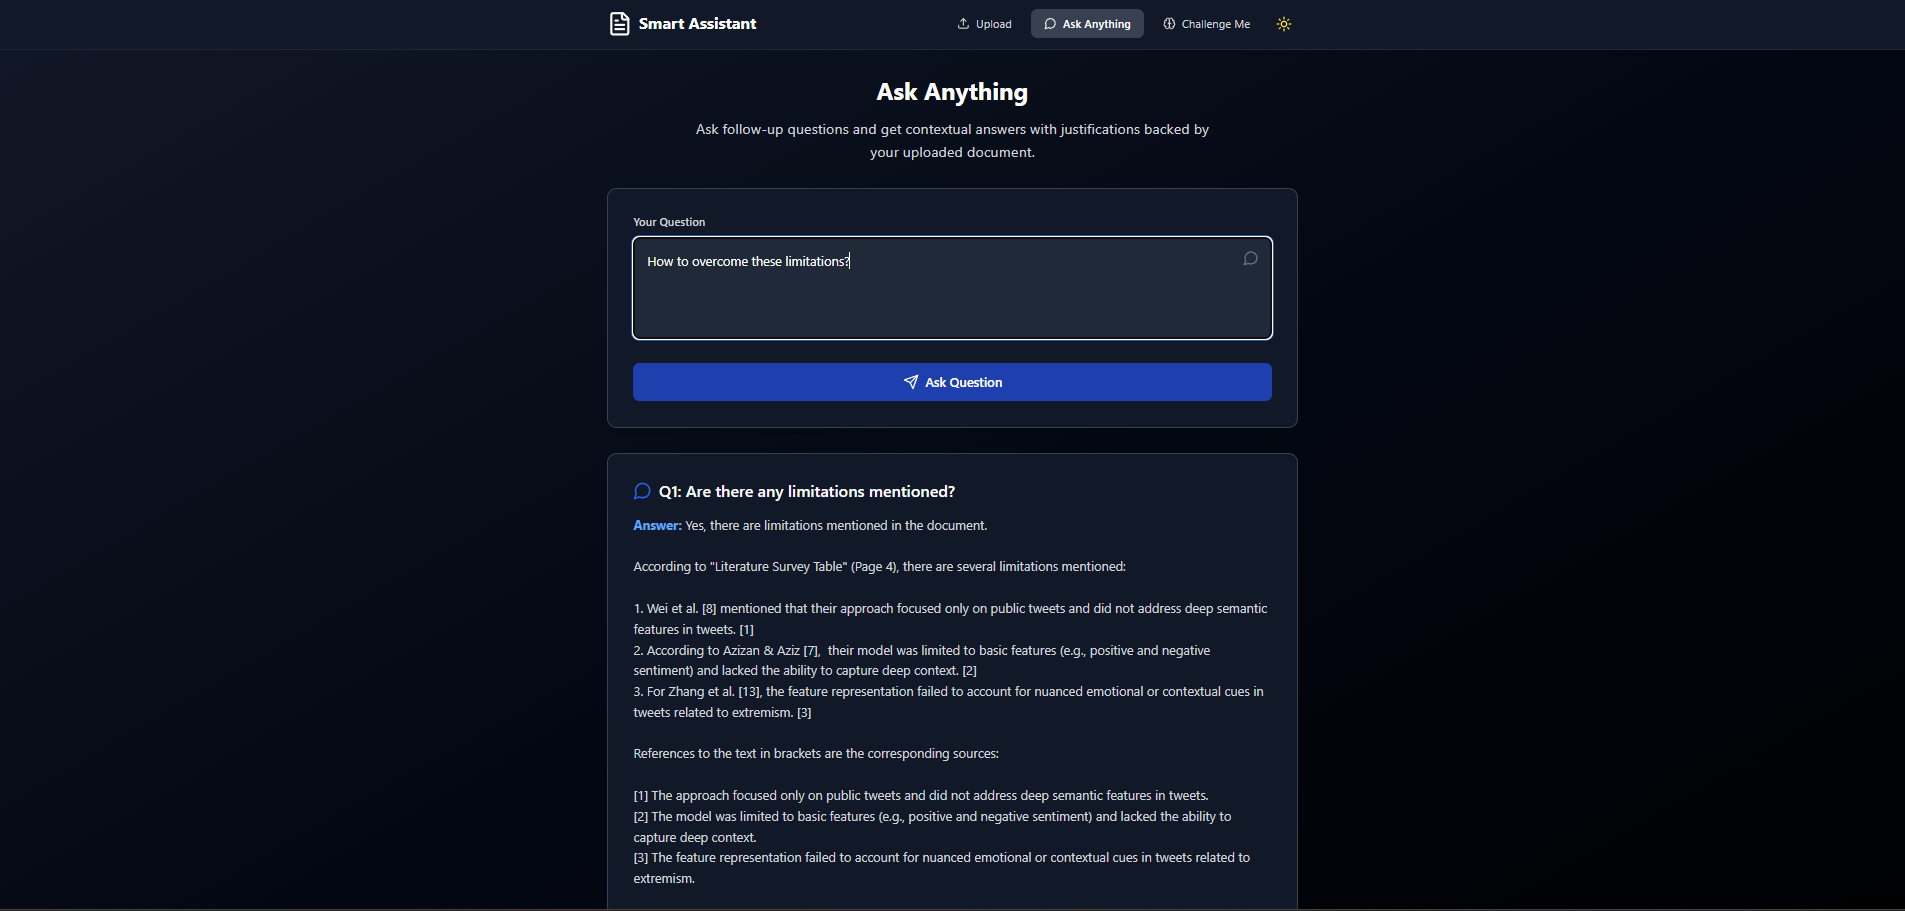 Smart Assistant
Upload
Ask Anything
Challenge Me
Ask Anything
Ask follow-up questions and get contextual answers with justifications backed by
your uploaded document.
Your Question
How to overcome these limitations?
Ask Question
Q1: Are there any limitations mentioned?
Answer: Yes, there are limitations mentioned in the document.
According to "Literature Survey Table" (Page 4), there are several limitations mentioned:
1. Wei et al. [8] mentioned that their approach focused only on public tweets and did not address deep semantic
features in tweets. [1]
2. According to Azizan & Aziz [7], their model was limited to basic features (e.g., positive and negative
sentiment) and lacked the ability to capture deep context. [2]
3. For Zhang et al. [13], the feature representation failed to account for nuanced emotional or contextual cues in
tweets related to extremism. [3]
References to the text in brackets are the corresponding sources:
[1] The approach focused only on public tweets and did not address deep semantic features in tweets.
[2] The model was limited to basic features (e.g., positive and negative sentiment) and lacked the ability to
capture deep context.
[3] The feature representation failed to account for nuanced emotional or contextual cues in tweets related to
extremism.